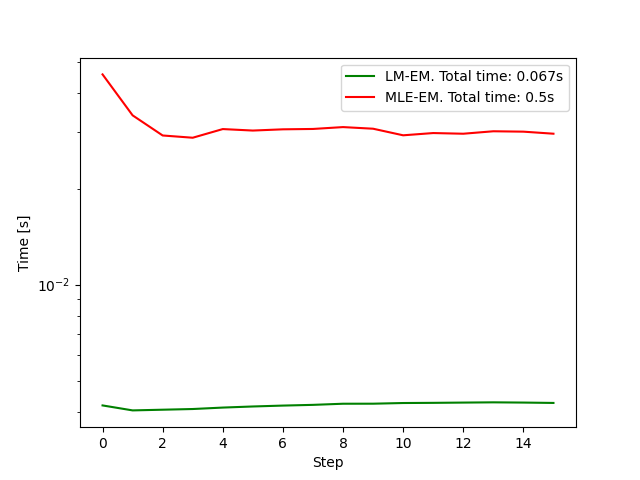 LM-EM. Total time: 0.067s
MLE-EM. Total time: 0.5s
Time [s]
10⁻²
0 2 4 6 8 10 12 14
Step